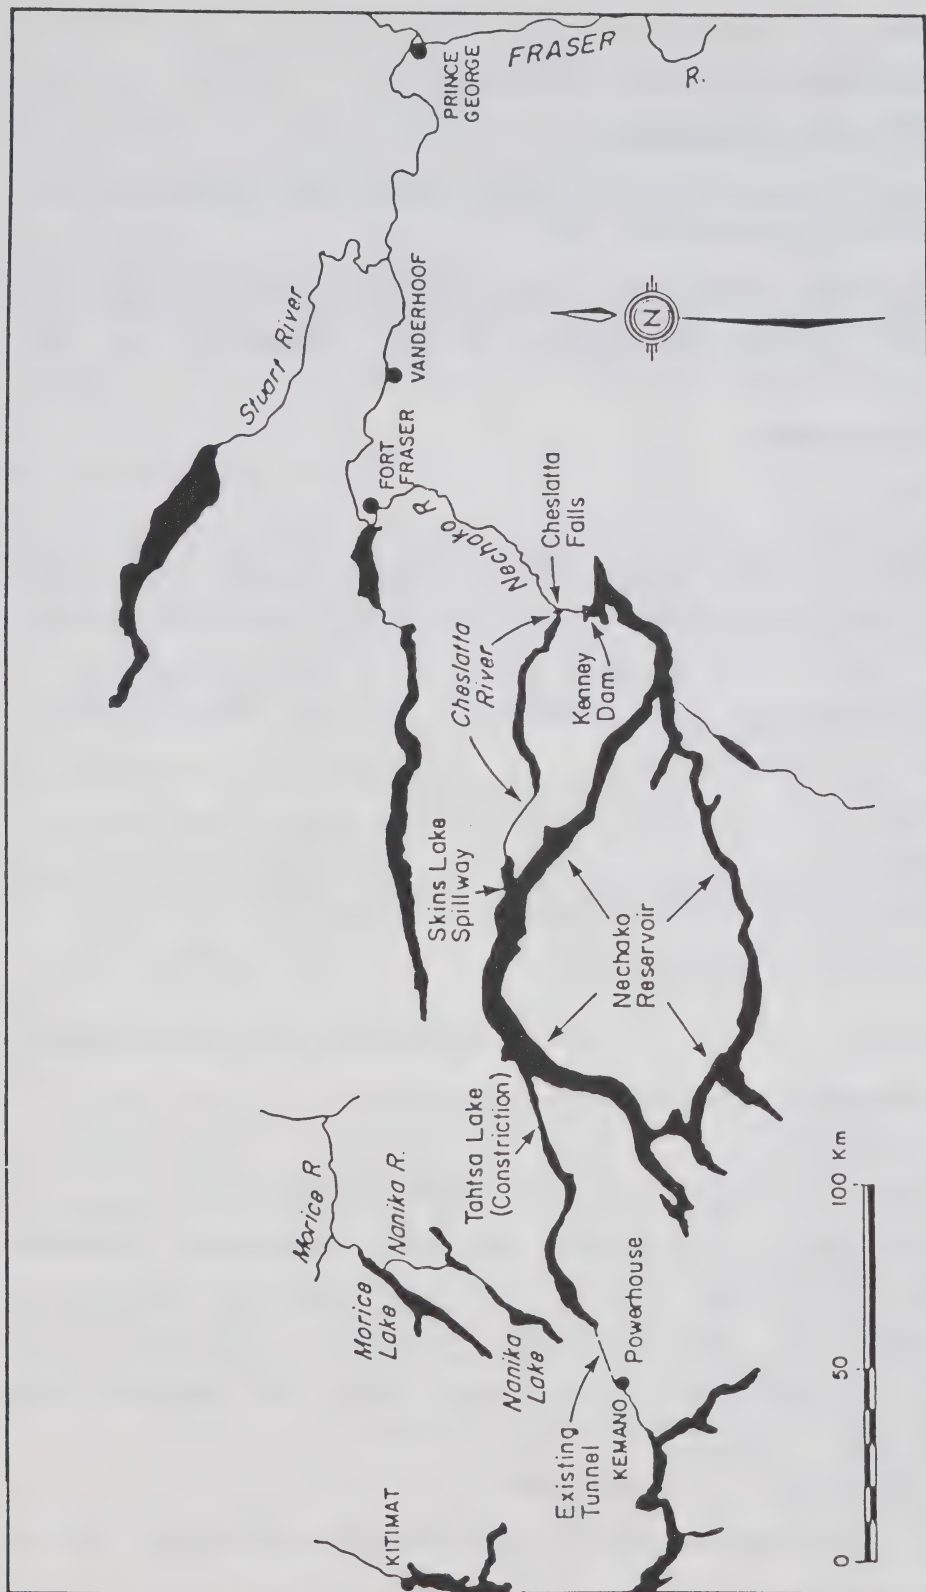 FRASER
R.
PRINCE
GEORGE
Stuart River
VANDERHOOF
FORT
FRASER
Nechako R
Cheslatta
Falls
Cheslatta
River
Kenney
Dam
Skins Lake
Spillway
Nechako
Reservoir
Tahtsa Lake
(Constriction)
Morice R
Nanika R.
Morice
Lake
Nanika
Lake
Powerhouse
Existing
Tunnel
KEMANO
KITIMAT
N
0 50 100 Km